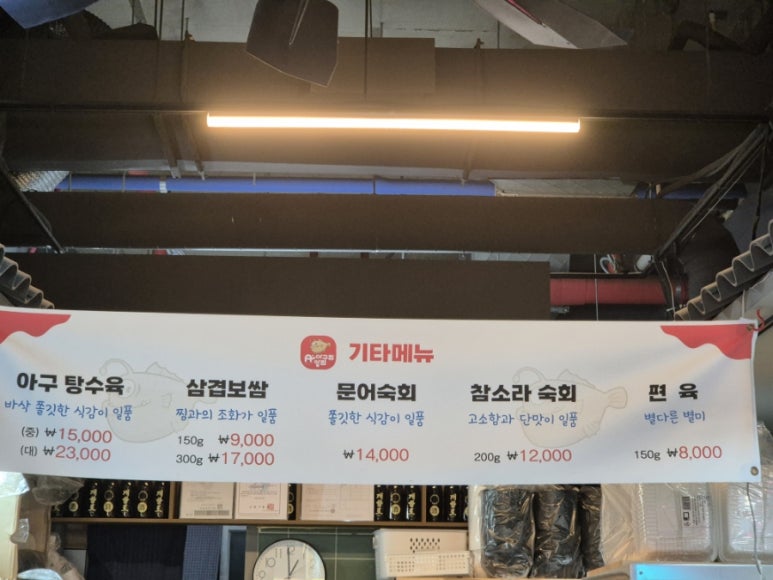 기타메뉴
아구 탕수육
바삭 쫄깃한 식감이 일품
(중) ₩15,000
(대) ₩23,000
삼겹보쌈
찜과의 조화가 일품
150g ₩9,000
300g ₩17,000
문어숙회
쫄깃한 식감이 일품
₩14,000
참소라 숙회
고소함과 단맛이 일품
200g ₩12,000
편 육
별다른 별미
150g ₩8,000